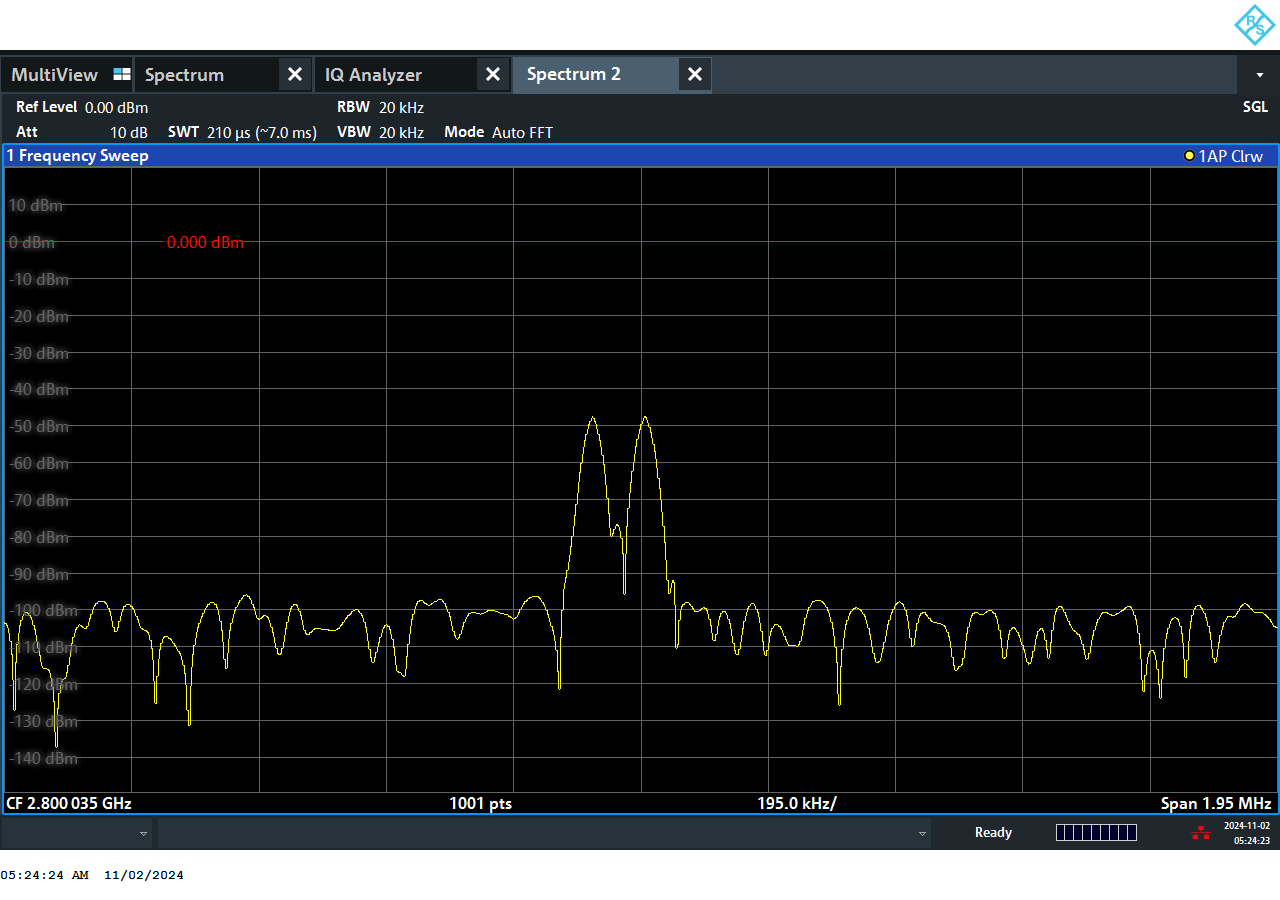 R S
MultiView Spectrum IQ Analyzer Spectrum 2
Ref Level 0.00 dBm RBW 20 kHz SGL
Att 10 dB SWT 210 µs (~7.0 ms) VBW 20 kHz Mode Auto FFT
1 Frequency Sweep 1AP Clrw
10 dBm
0 dBm 0.000 dBm
-10 dBm
-20 dBm
-30 dBm
-40 dBm
-50 dBm
-60 dBm
-70 dBm
-80 dBm
-90 dBm
-100 dBm
-110 dBm
-120 dBm
-130 dBm
-140 dBm
CF 2.800 035 GHz 1001 pts 195.0 kHz/ Span 1.95 MHz
Ready 2024-11-02
05:24:23
05:24:24 AM 11/02/2024